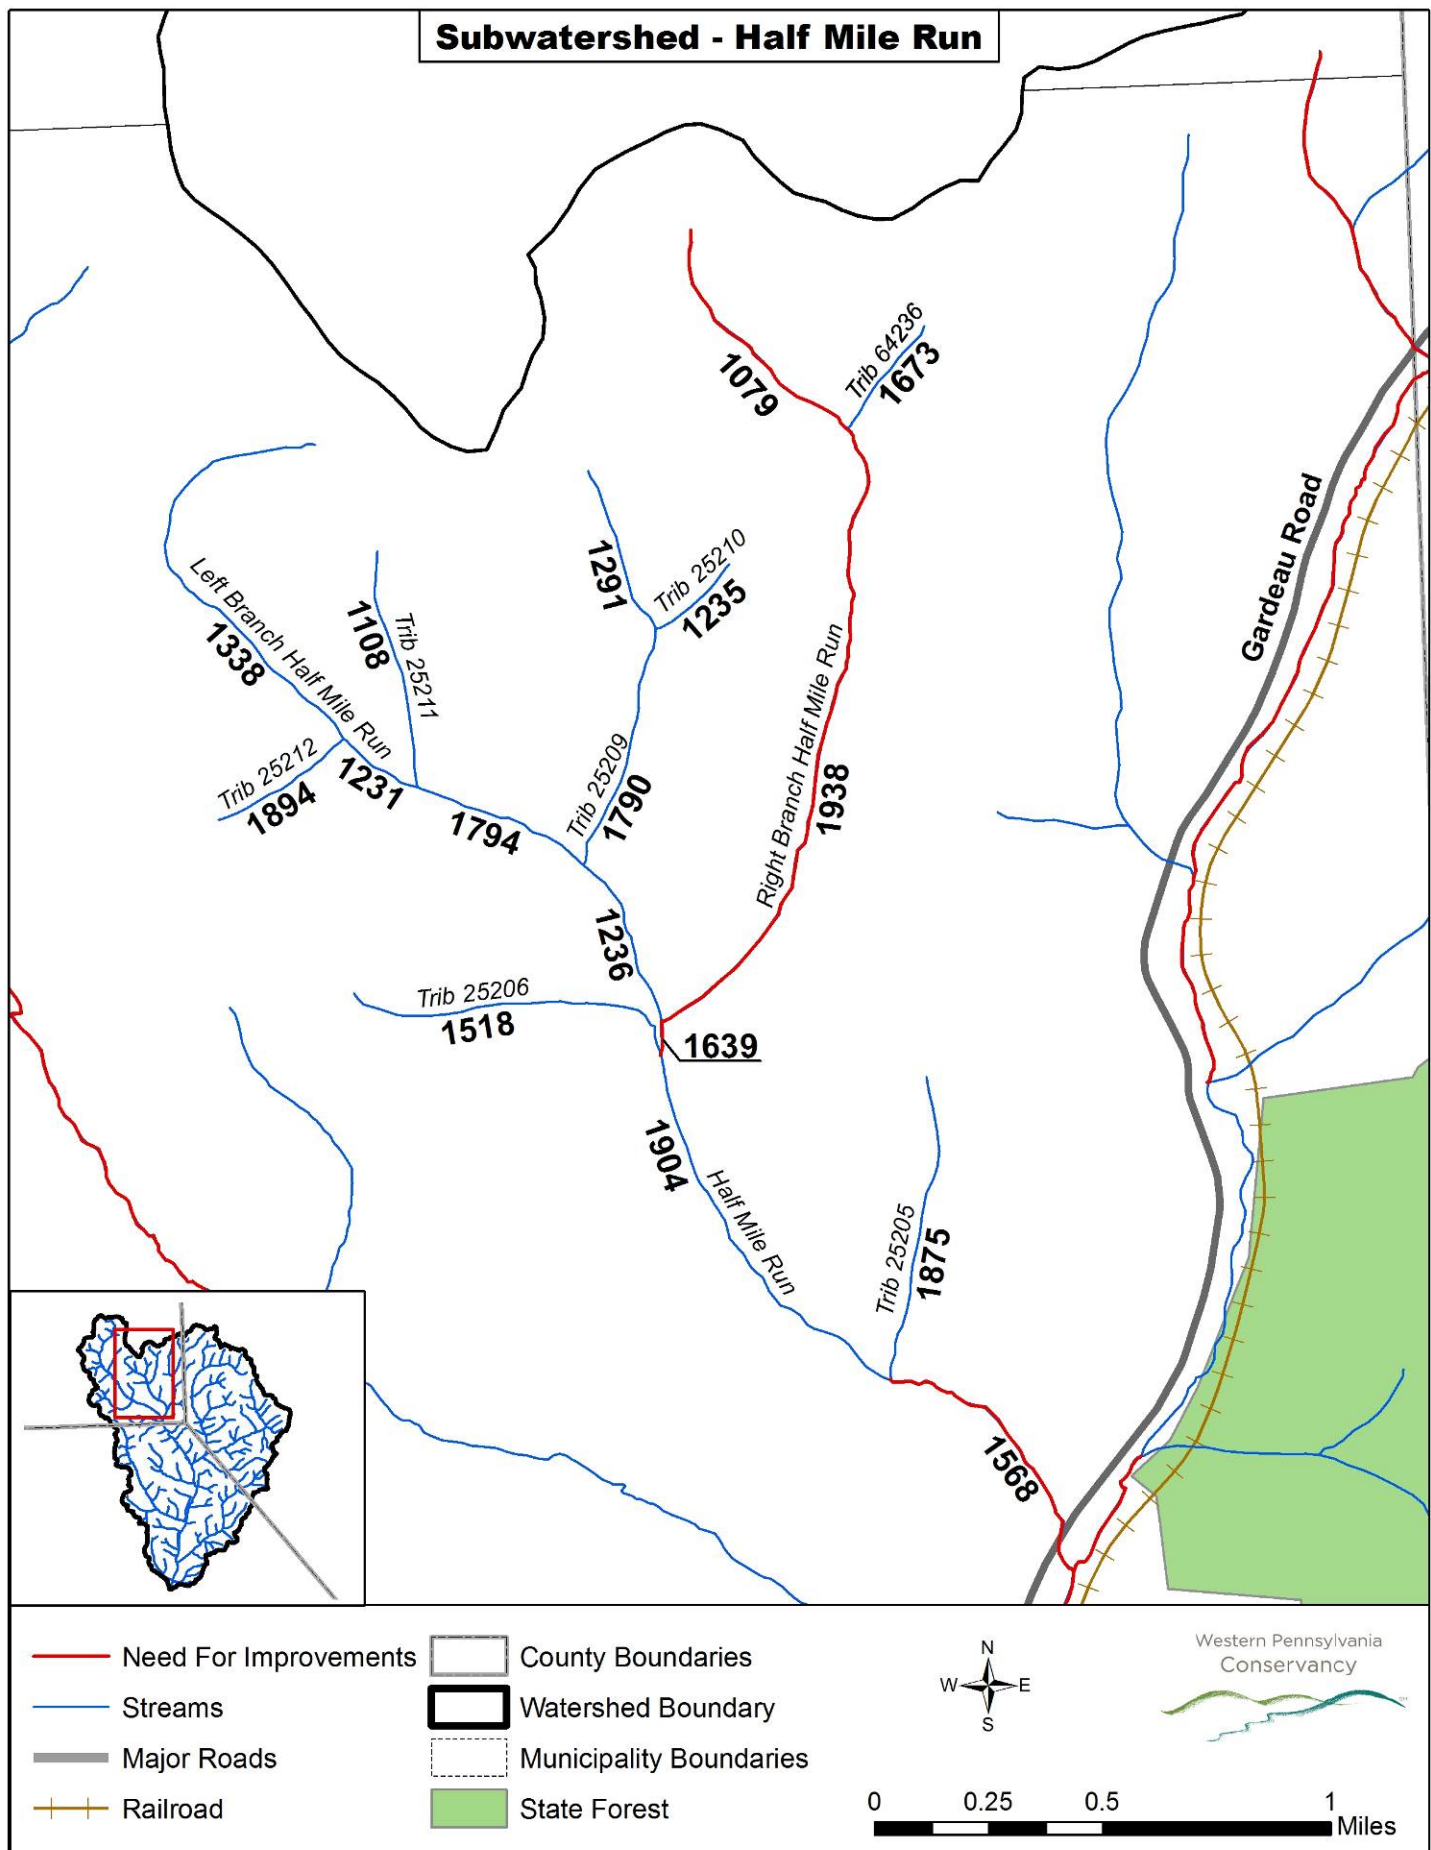 Subwatershed - Half Mile Run
Trib 64236
1673
1079
Gardeau Road
1291
Trib 25210
1235
Left Branch Half Mile Run
1338
1108
Trib 25211
Right Branch Half Mile Run
1938
Trib 25212
1894
1231
1794
Trib 25209
1790
1236
Trib 25206
1518
1639
1904
Half Mile Run
Trib 25205
1875
1568
Need For Improvements
Streams
Major Roads
Railroad
County Boundaries
Watershed Boundary
Municipality Boundaries
State Forest
N
W E
S
Western Pennsylvania
Conservancy
0 0.25 0.5 1
Miles